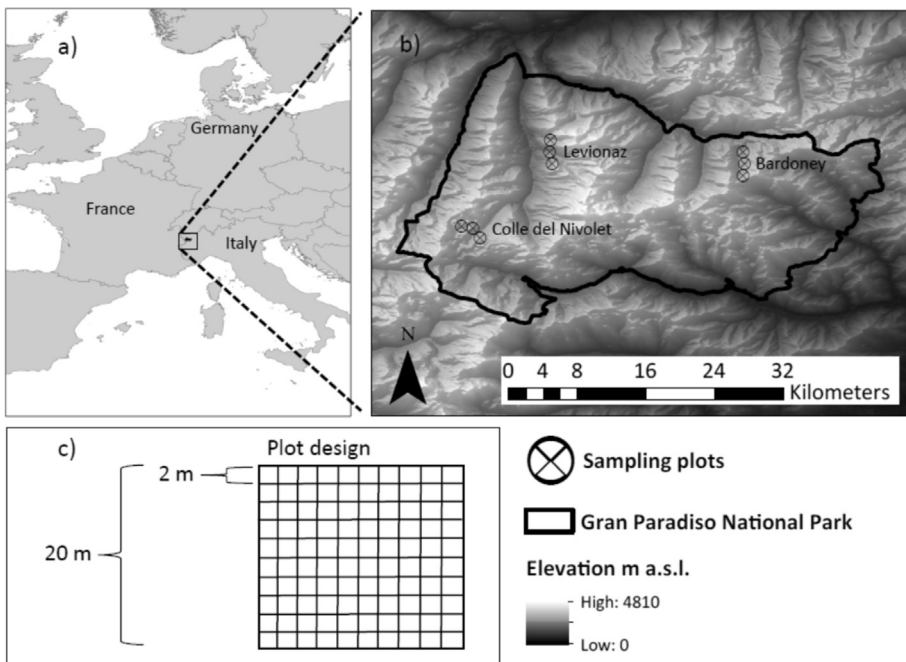 a)
Germany
France
Italy
b)
Levionaz
Bardoney
Colle del Nivolet
N
0 4 8 16 24 32
Kilometers
c)
Plot design
2 m
20 m
Sampling plots
Gran Paradiso National Park
Elevation m a.s.l.
High: 4810
Low: 0